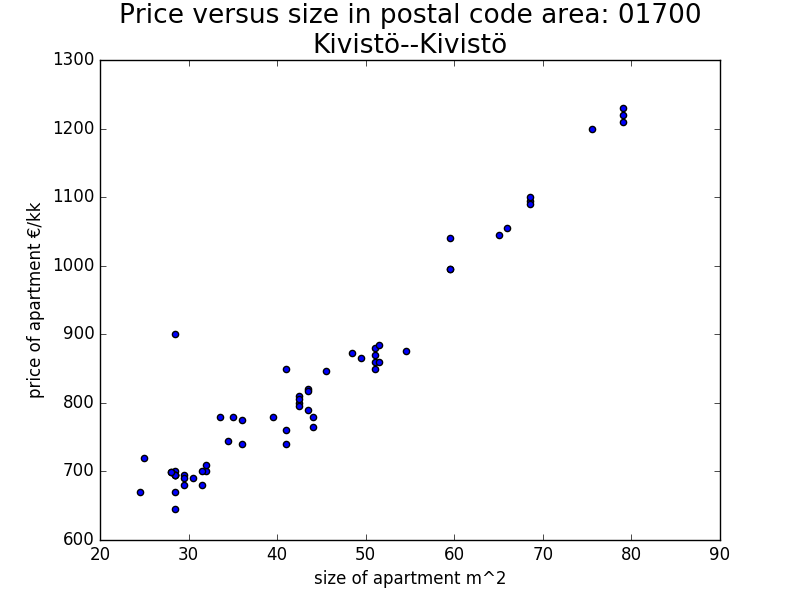 Price versus size in postal code area: 01700
Kivistö--Kivistö
1300
1200
1100
1000
900
800
700
600
price of apartment €/kk
20 30 40 50 60 70 80 90
size of apartment m^2